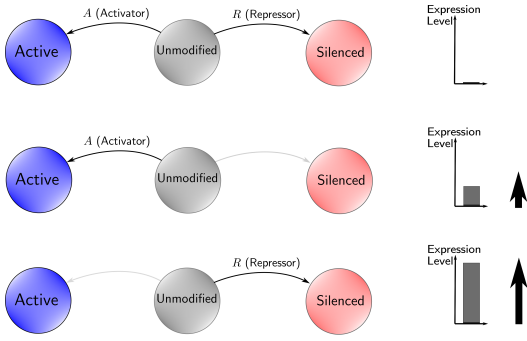 A (Activator)
R (Repressor)
Active
Unmodified
Silenced
Expression
Level
A (Activator)
Active
Unmodified
Silenced
Expression
Level
R (Repressor)
Active
Unmodified
Silenced
Expression
Level